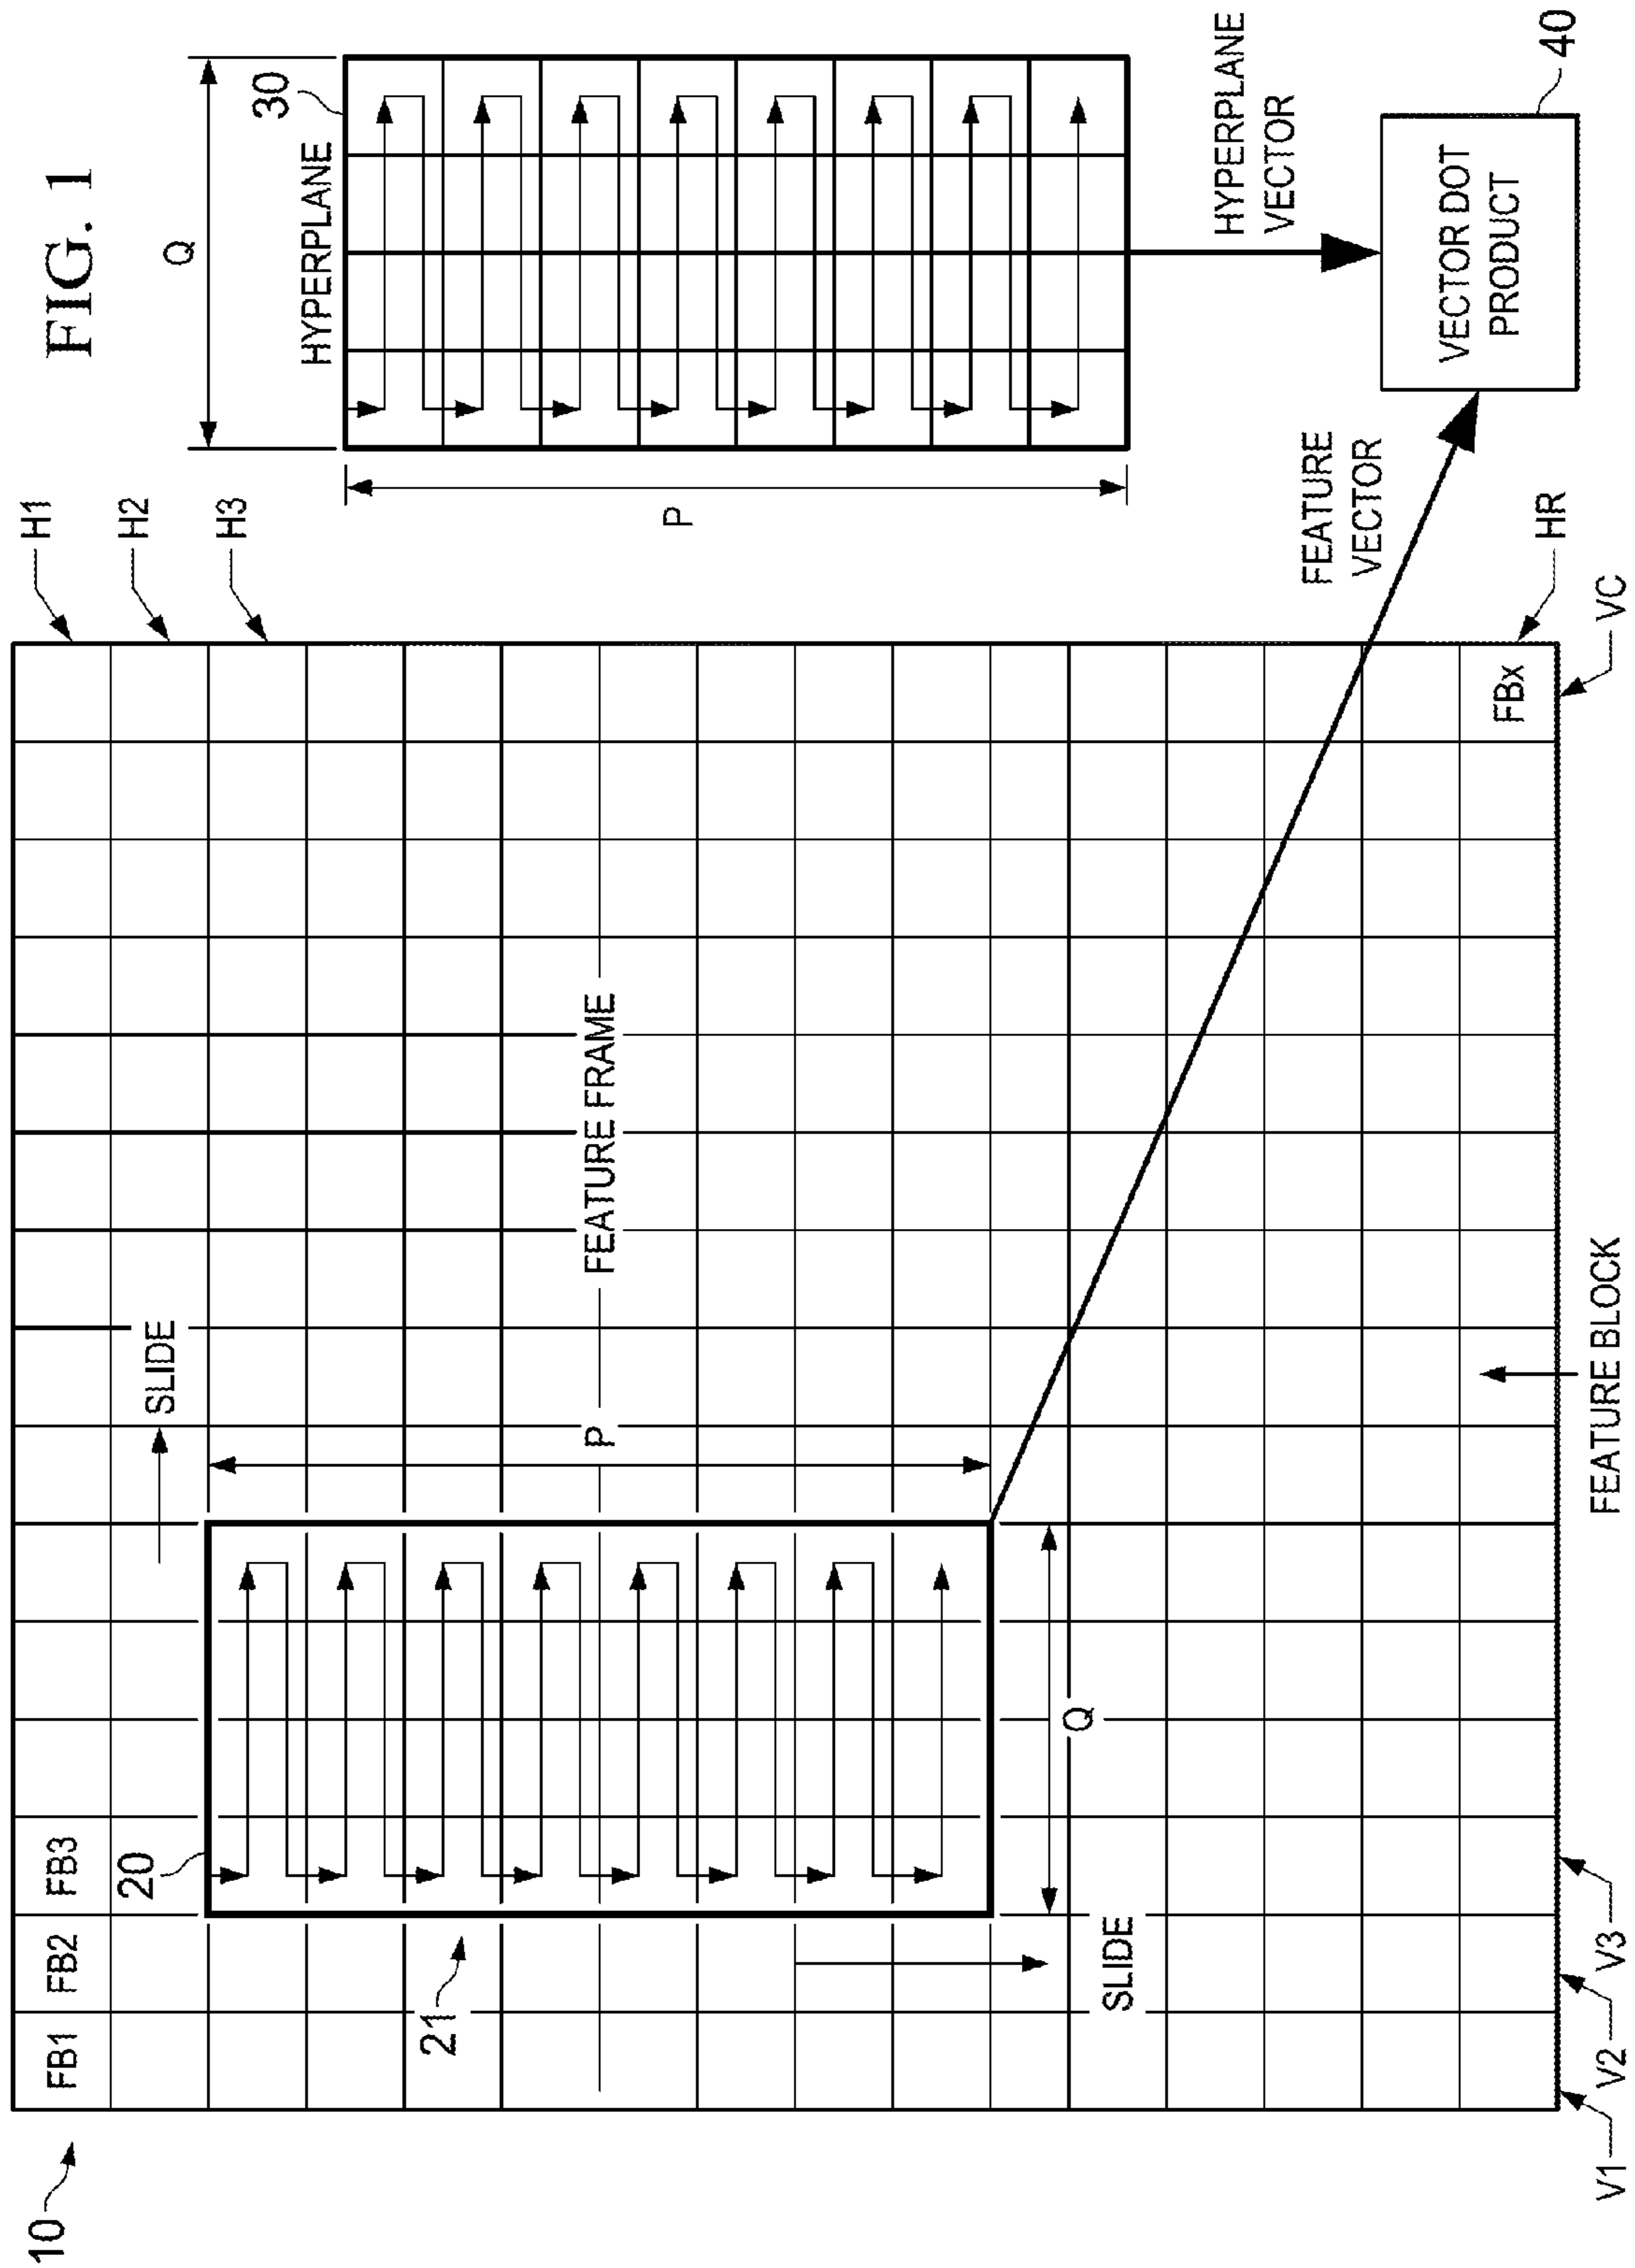 FIG. 1
10
FB1 FB2 FB3
H1
H2
H3
20
SLIDE
21
P
FEATURE FRAME
Q
SLIDE
FBx
HR
V1
V2
V3
FEATURE BLOCK
VC
Q
30
HYPERPLANE
P
FEATURE
VECTOR
HYPERPLANE
VECTOR
VECTOR DOT
PRODUCT
40